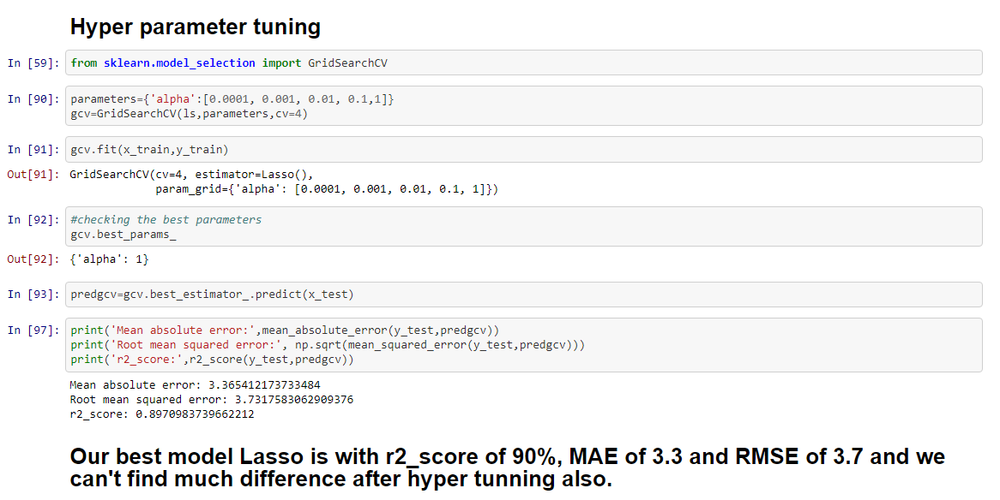 Hyper parameter tuning
In [59]: from sklearn.model_selection import GridSearchCV
In [90]: parameters={'alpha':[0.0001, 0.001, 0.01, 0.1,1]}
gcv=GridSearchCV(ls,parameters,cv=4)
In [91]: gcv.fit(x_train,y_train)
Out[91]: GridSearchCV(cv=4, estimator=Lasso(),
param_grid={'alpha': [0.0001, 0.001, 0.01, 0.1, 1]})
In [92]: #checking the best parameters
gcv.best_params_
Out[92]: {'alpha': 1}
In [93]: predgcv=gcv.best_estimator_.predict(x_test)
In [97]: print('Mean absolute error:',mean_absolute_error(y_test,predgcv))
print('Root mean squared error:', np.sqrt(mean_squared_error(y_test,predgcv)))
print('r2_score:',r2_score(y_test,predgcv))
Mean absolute error: 3.365412173733484
Root mean squared error: 3.7317583062909376
r2_score: 0.8970983739662212
Our best model Lasso is with r2_score of 90%, MAE of 3.3 and RMSE of 3.7 and we
can't find much difference after hyper tunning also.